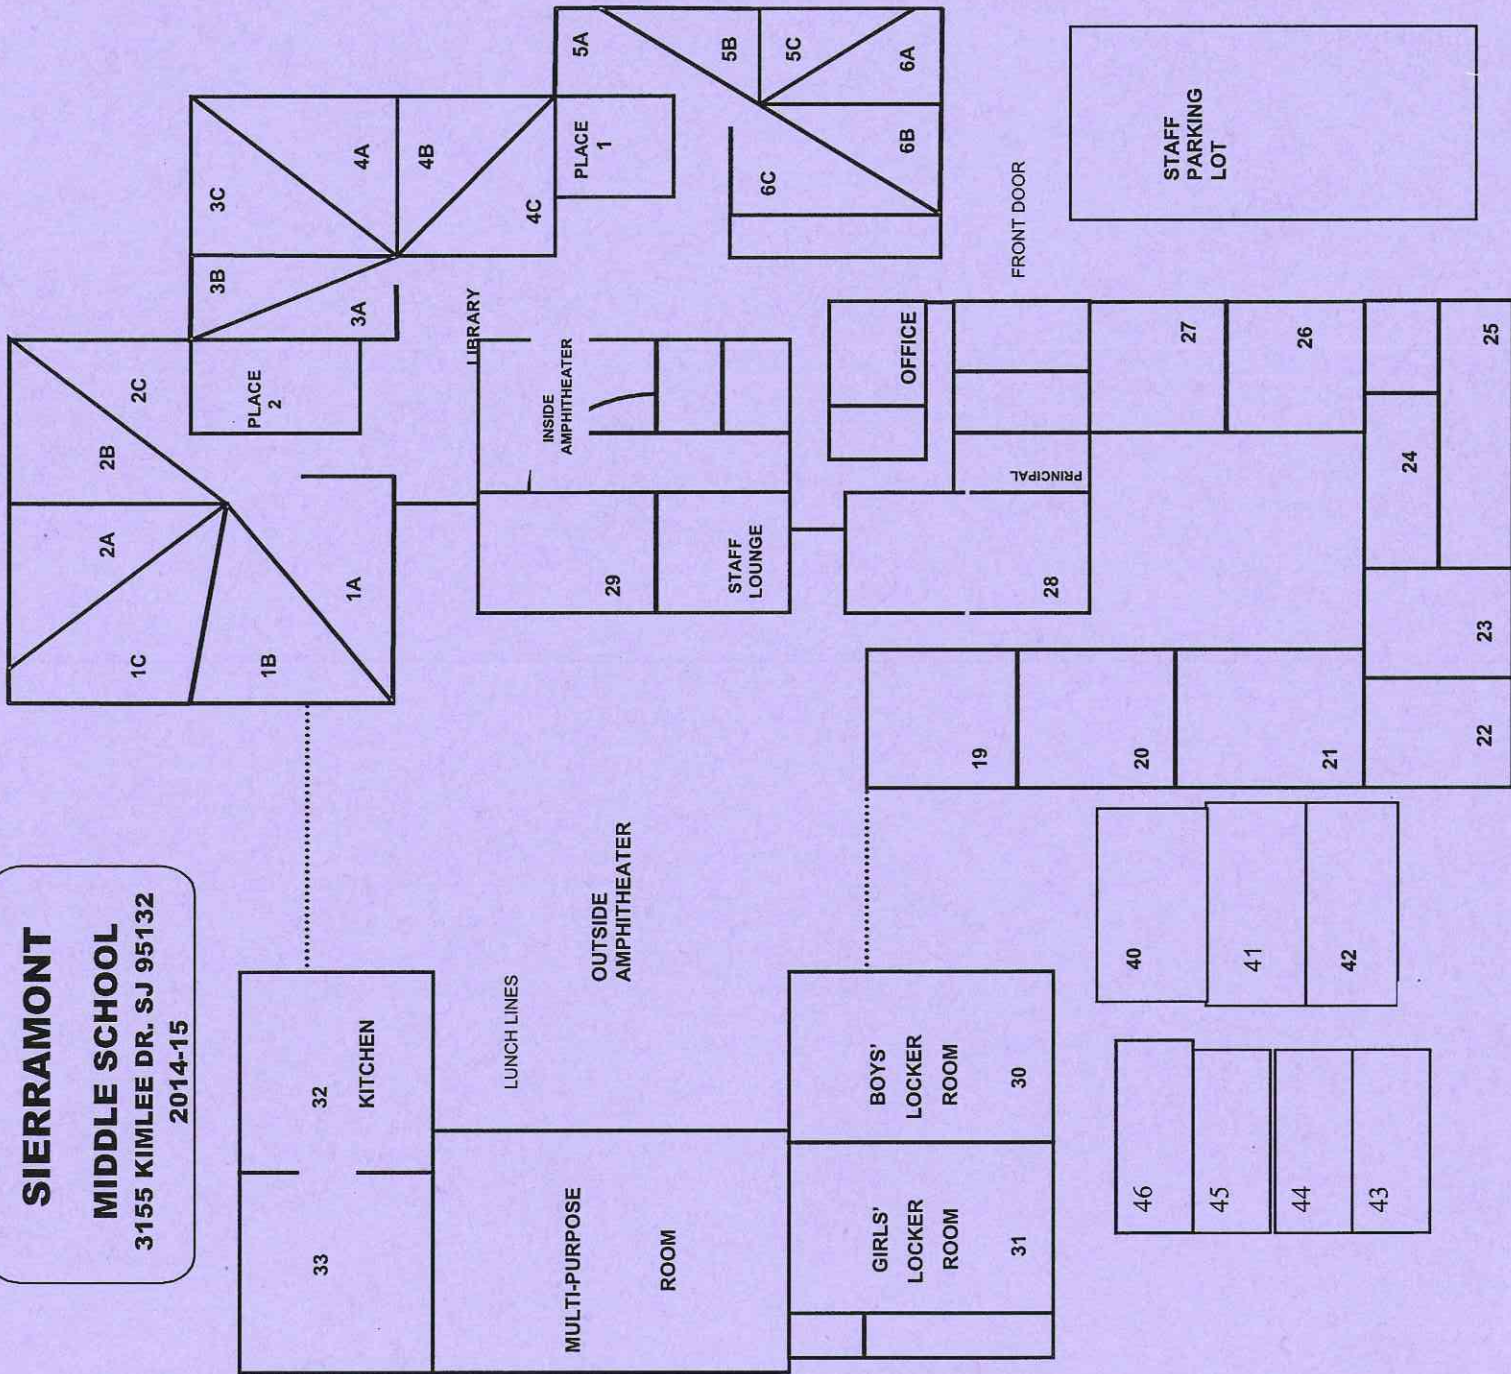 SIERRAMONT
MIDDLE SCHOOL
3155 KIMLEE DR. SJ 95132
2014-15
33
32
KITCHEN
LUNCH LINES
MULTI-PURPOSE
ROOM
OUTSIDE
AMPHITHEATER
GIRLS'
LOCKER
ROOM
31
BOYS'
LOCKER
ROOM
30
46
45
44
43
40
41
42
19
20
21
22
23
24
25
26
27
28
PRINCIPAL
OFFICE
FRONT DOOR
STAFF
PARKING
LOT
29
STAFF
LOUNGE
INSIDE
AMPHITHEATER
LIBRARY
1A
1B
1C
2A
2B
2C
PLACE
2
3A
3B
3C
4A
4B
4C
PLACE
1
5A
5B
5C
6A
6B
6C